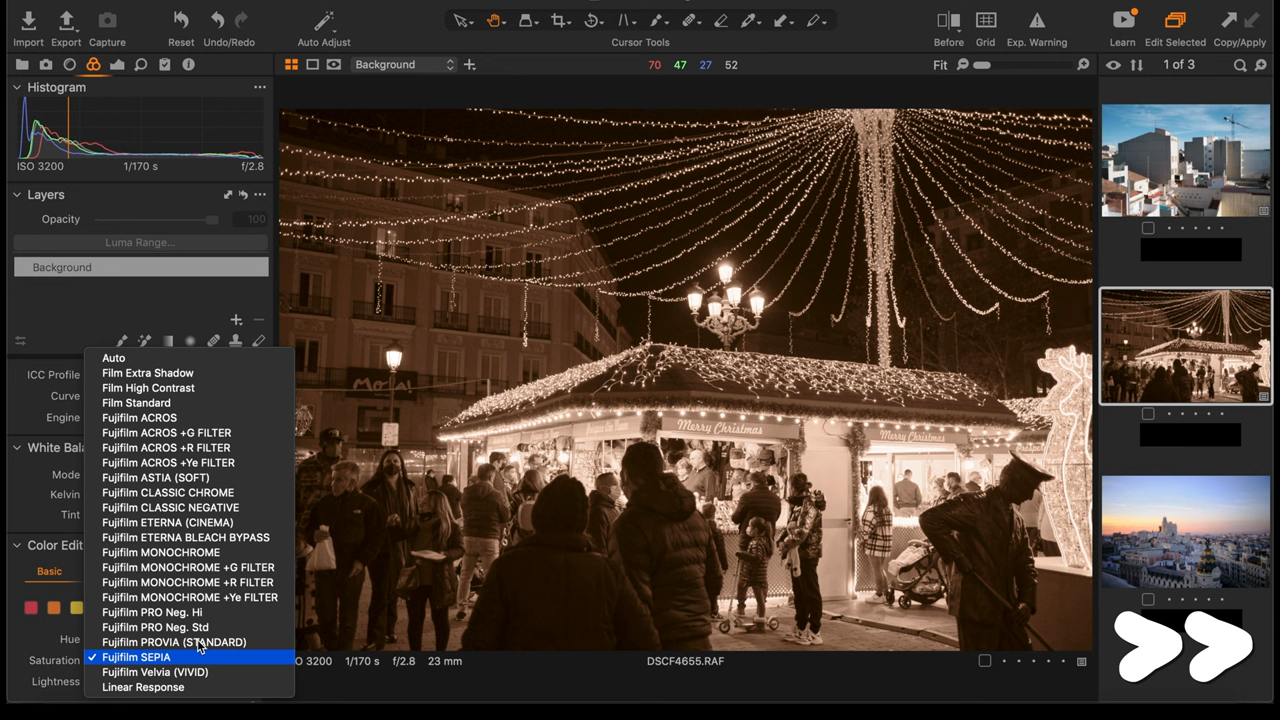 Import
Export
Capture
Reset
Undo/Redo
Auto Adjust
Cursor Tools
Before
Grid
Exp. Warning
Learn
Edit Selected
Copy/Apply
Background
70 47 27 52
Fit
1 of 3
Histogram
ISO 3200 1/170 s f/2.8
Layers
Opacity 100
Luma Range...
Background
ICC Profile
Curve
Engine
White Bala
Mode
Kelvin
Tint
Color Edit
Basic
Hue
Saturation
Lightness
Auto
Film Extra Shadow
Film High Contrast
Film Standard
Fujifilm ACROS
Fujifilm ACROS +G FILTER
Fujifilm ACROS +R FILTER
Fujifilm ACROS +Ye FILTER
Fujifilm ASTIA (SOFT)
Fujifilm CLASSIC CHROME
Fujifilm CLASSIC NEGATIVE
Fujifilm ETERNA (CINEMA)
Fujifilm ETERNA BLEACH BYPASS
Fujifilm MONOCHROME
Fujifilm MONOCHROME +G FILTER
Fujifilm MONOCHROME +R FILTER
Fujifilm MONOCHROME +Ye FILTER
Fujifilm PRO Neg. Hi
Fujifilm PRO Neg. Std
Fujifilm PROVIA (STANDARD)
Fujifilm SEPIA
Fujifilm Velvia (VIVID)
Linear Response
Moda
Merry Christmas
Merry Christmas
O 3200 1/170 s f/2.8 23 mm
DSCF4655.RAF